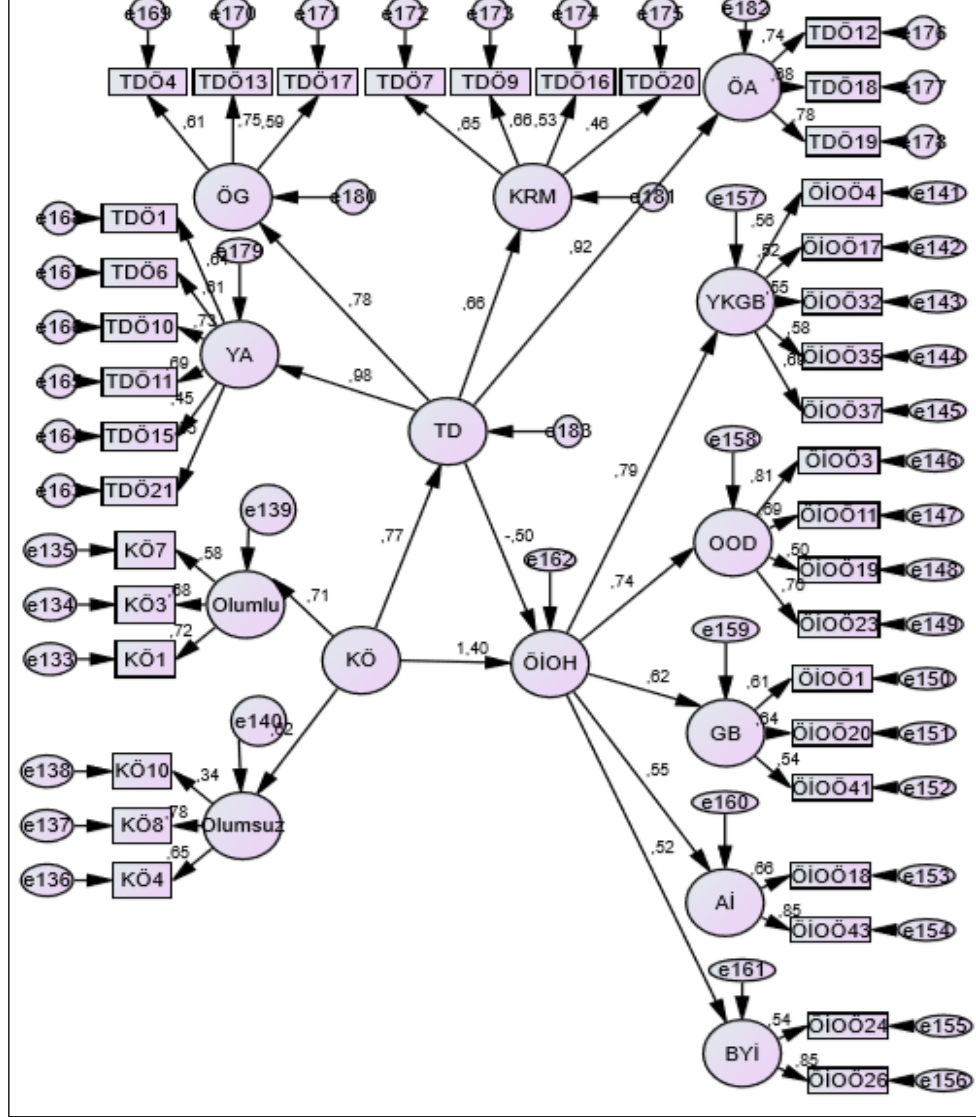 e169 e170 e171 e172 e173 e174 e175 e182
,74 TDÖ12 e176
TDÖ4 TDÖ13 TDÖ17 TDÖ7 TDÖ9 TDÖ16 TDÖ20 ÖA TDÖ18 e177
,61 ,75 ,59 ,65 ,66 ,53 ,46 ,78 TDÖ19 e178
ÖG e180 KRM e181 e157 ÖİOÖ4 e141
TDÖ1 ,56
e179 ,92 ,52 ÖİOÖ17 e142
TDÖ6 ,61
,78 ,66 YKGB ,55 ÖİOÖ32 e143
TDÖ10 ,73
YA ,58 ÖİOÖ35 e144
TDÖ11 ,69 ,98
,45 ÖİOÖ37 e145
TDÖ15 TD e183 e158
,81 ÖİOÖ3 e146
TDÖ21 ,79
e139 ,69 ÖİOÖ11 e147
e135 KÖ7 ,58 ,77 -,50 e162 OOD
,50 ÖİOÖ19 e148
e134 KÖ3 ,68 Olumlu ,71 ,74
,70 ÖİOÖ23 e149
,72 e159
e133 KÖ1 KÖ 1,40 ÖİOH
,62 ,61 ÖİOÖ1 e150
e140 ,62 GB ,64 ÖİOÖ20 e151
e138 KÖ10 ,34 ,55 ,54 ÖİOÖ41 e152
e160
e137 KÖ8 ,78 Olumsuz ,52
,65 ,66 ÖİOÖ18 e153
e136 KÖ4 Aİ
,85 ÖİOÖ43 e154
e161
,54 ÖİOÖ24 e155
BYİ
,85 ÖİOÖ26 e156